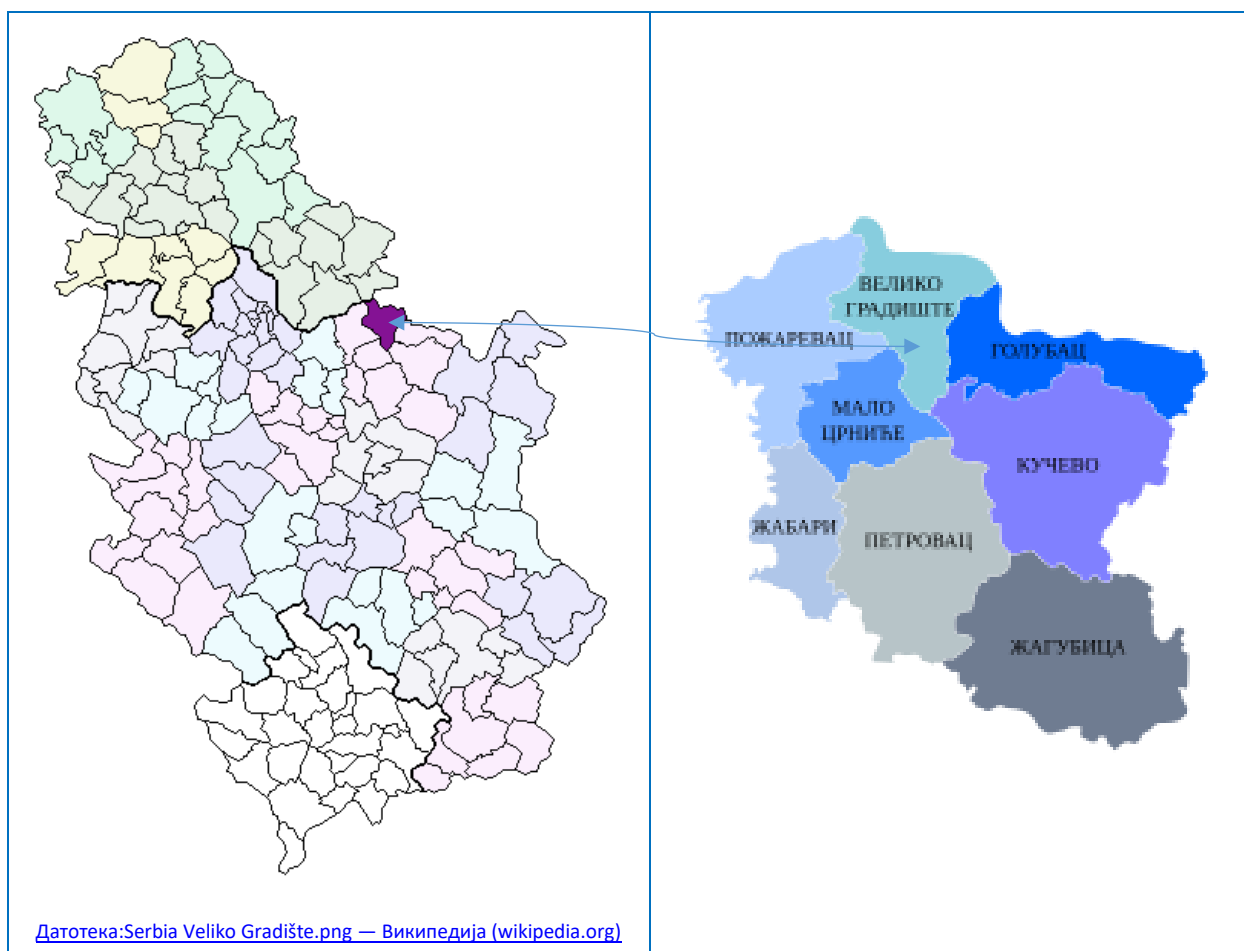 ВЕЛИКО
ГРАДИШТЕ
ПОЖАРЕВАЦ
ГОЛУБАЦ
МАЛО
ЦРНИЋЕ
КУЧЕВО
ЖАБАРИ
ПЕТРОВАЦ
ЖАГУБИЦА
Датотека:Serbia Veliko Gradište.png — Википедија (wikipedia.org)